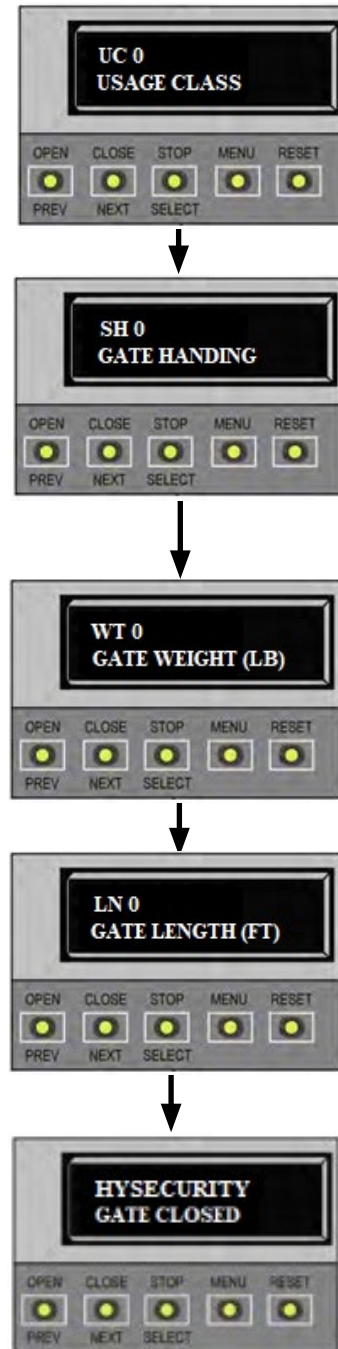 UC 0
USAGE CLASS
OPEN CLOSE STOP MENU RESET
PREV NEXT SELECT
SH 0
GATE HANDING
OPEN CLOSE STOP MENU RESET
PREV NEXT SELECT
WT 0
GATE WEIGHT (LB)
OPEN CLOSE STOP MENU RESET
PREV NEXT SELECT
LN 0
GATE LENGTH (FT)
OPEN CLOSE STOP MENU RESET
PREV NEXT SELECT
HYSECURITY
GATE CLOSED
OPEN CLOSE STOP MENU RESET
PREV NEXT SELECT